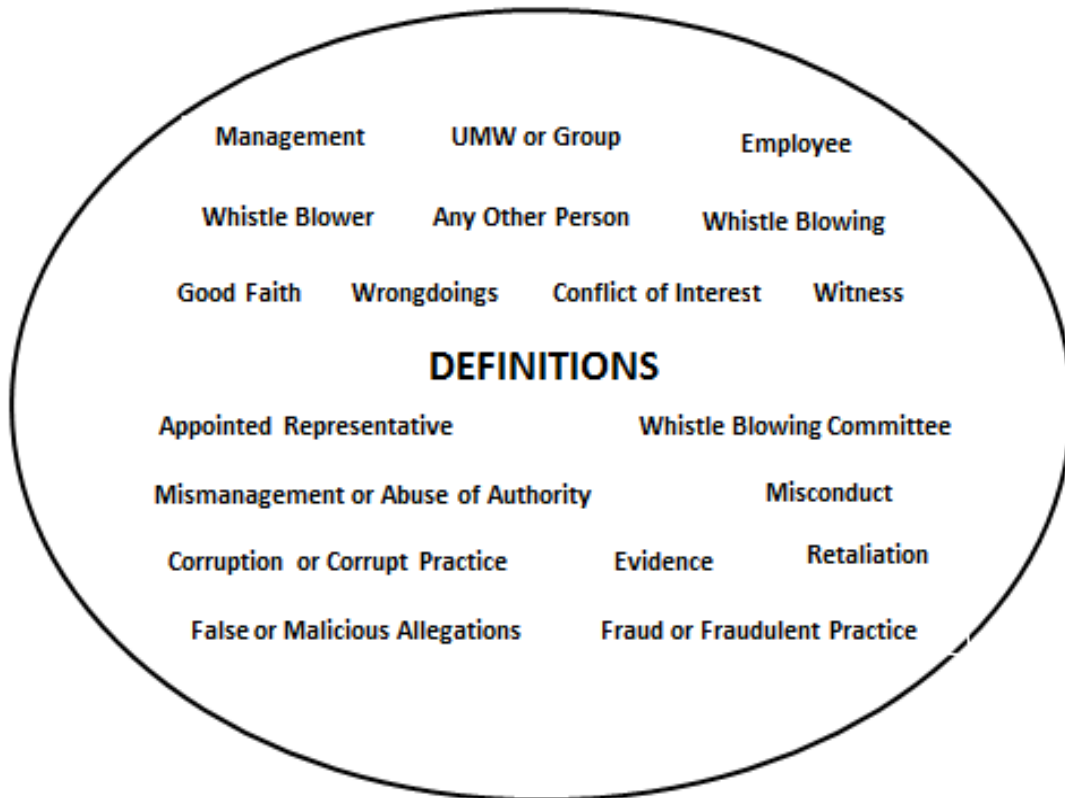 Management UMW or Group Employee
Whistle Blower Any Other Person Whistle Blowing
Good Faith Wrongdoings Conflict of Interest Witness
DEFINITIONS
Appointed Representative Whistle Blowing Committee
Mismanagement or Abuse of Authority Misconduct
Corruption or Corrupt Practice Evidence Retaliation
False or Malicious Allegations Fraud or Fraudulent Practice